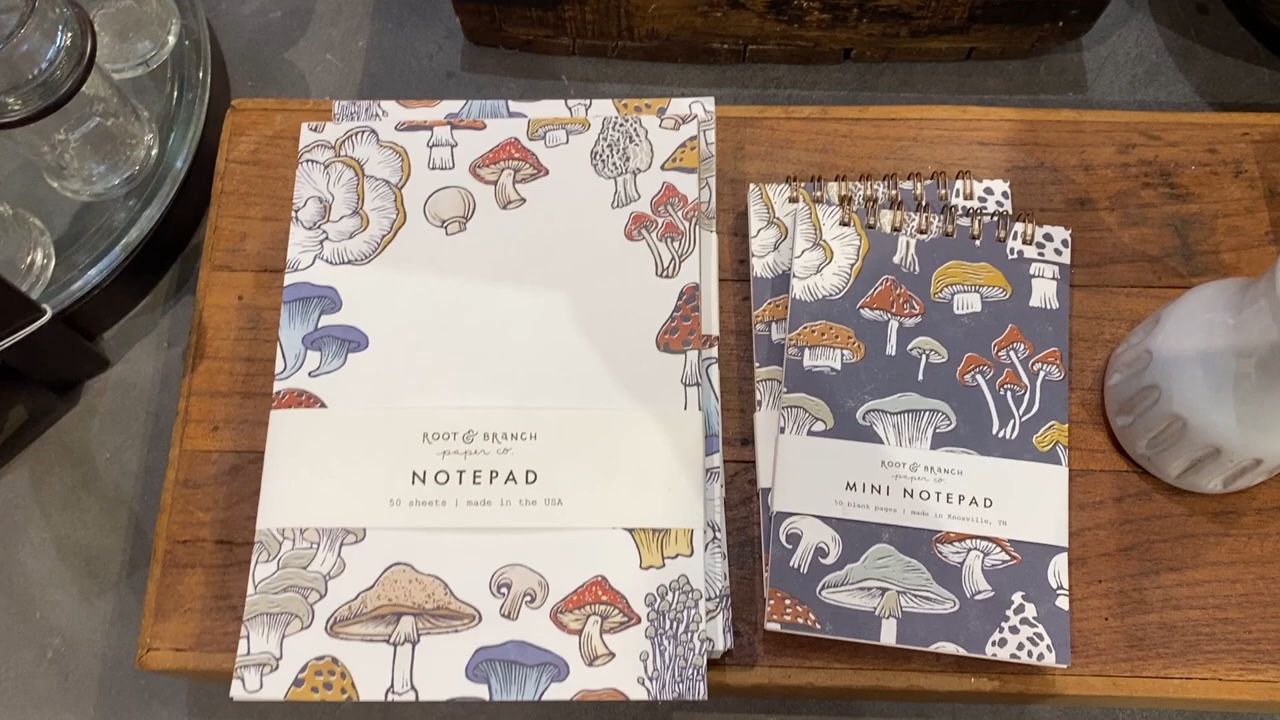 ROOT & BRANCH
paper co.
NOTEPAD
50 sheets | made in the USA
ROOT & BRANCH
paper co.
MINI NOTEPAD
50 blank pages | made in Knoxville, TN